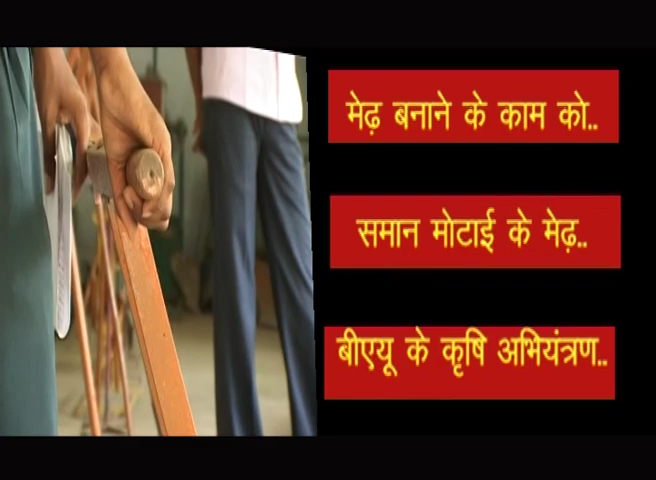 मेढ़ बनाने के काम को..
समान मोटाई के मेढ़..
बीएयू के कृषि अभियंत्रण..